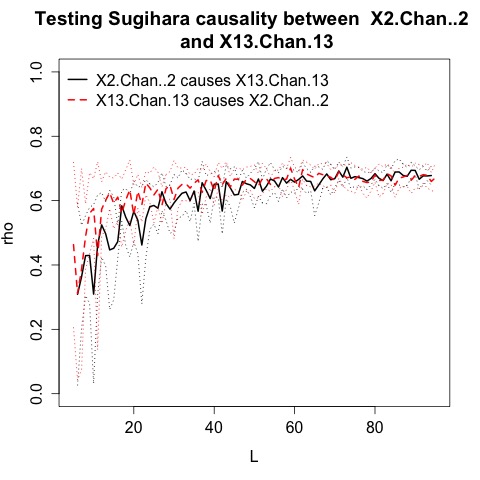 Testing Sugihara causality between  X2.Chan..2
and X13.Chan.13
X2.Chan..2 causes X13.Chan.13
X13.Chan.13 causes X2.Chan..2
1.0
0.8
0.6
0.4
0.2
0.0
rho
20 40 60 80
L